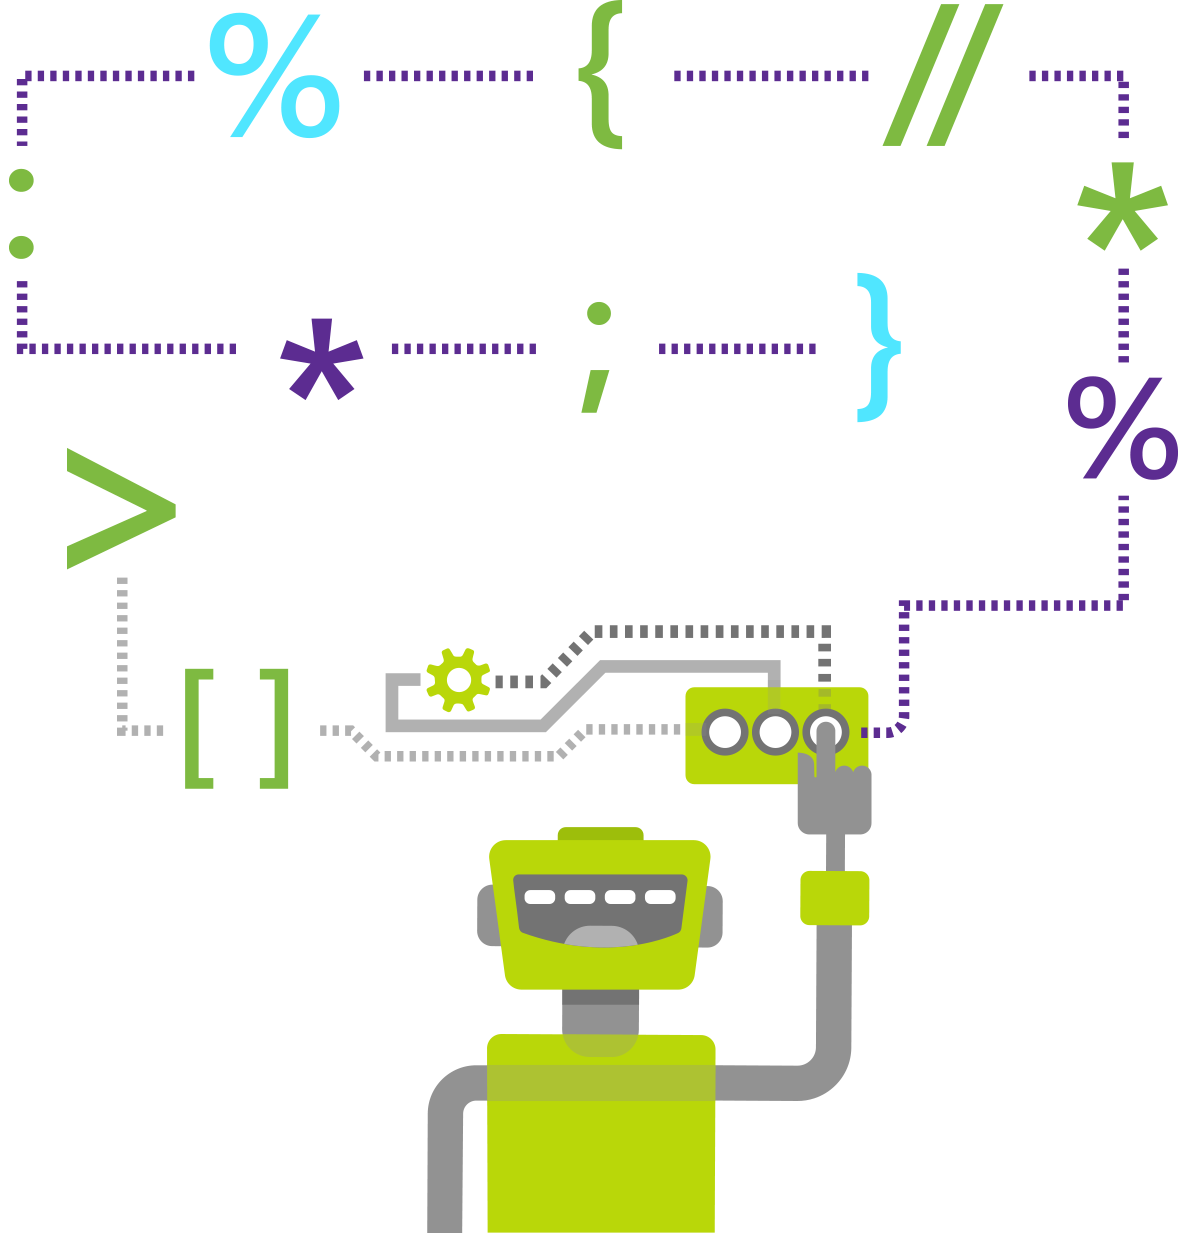 % { //
:
*
* ; }
%
>
[ ]